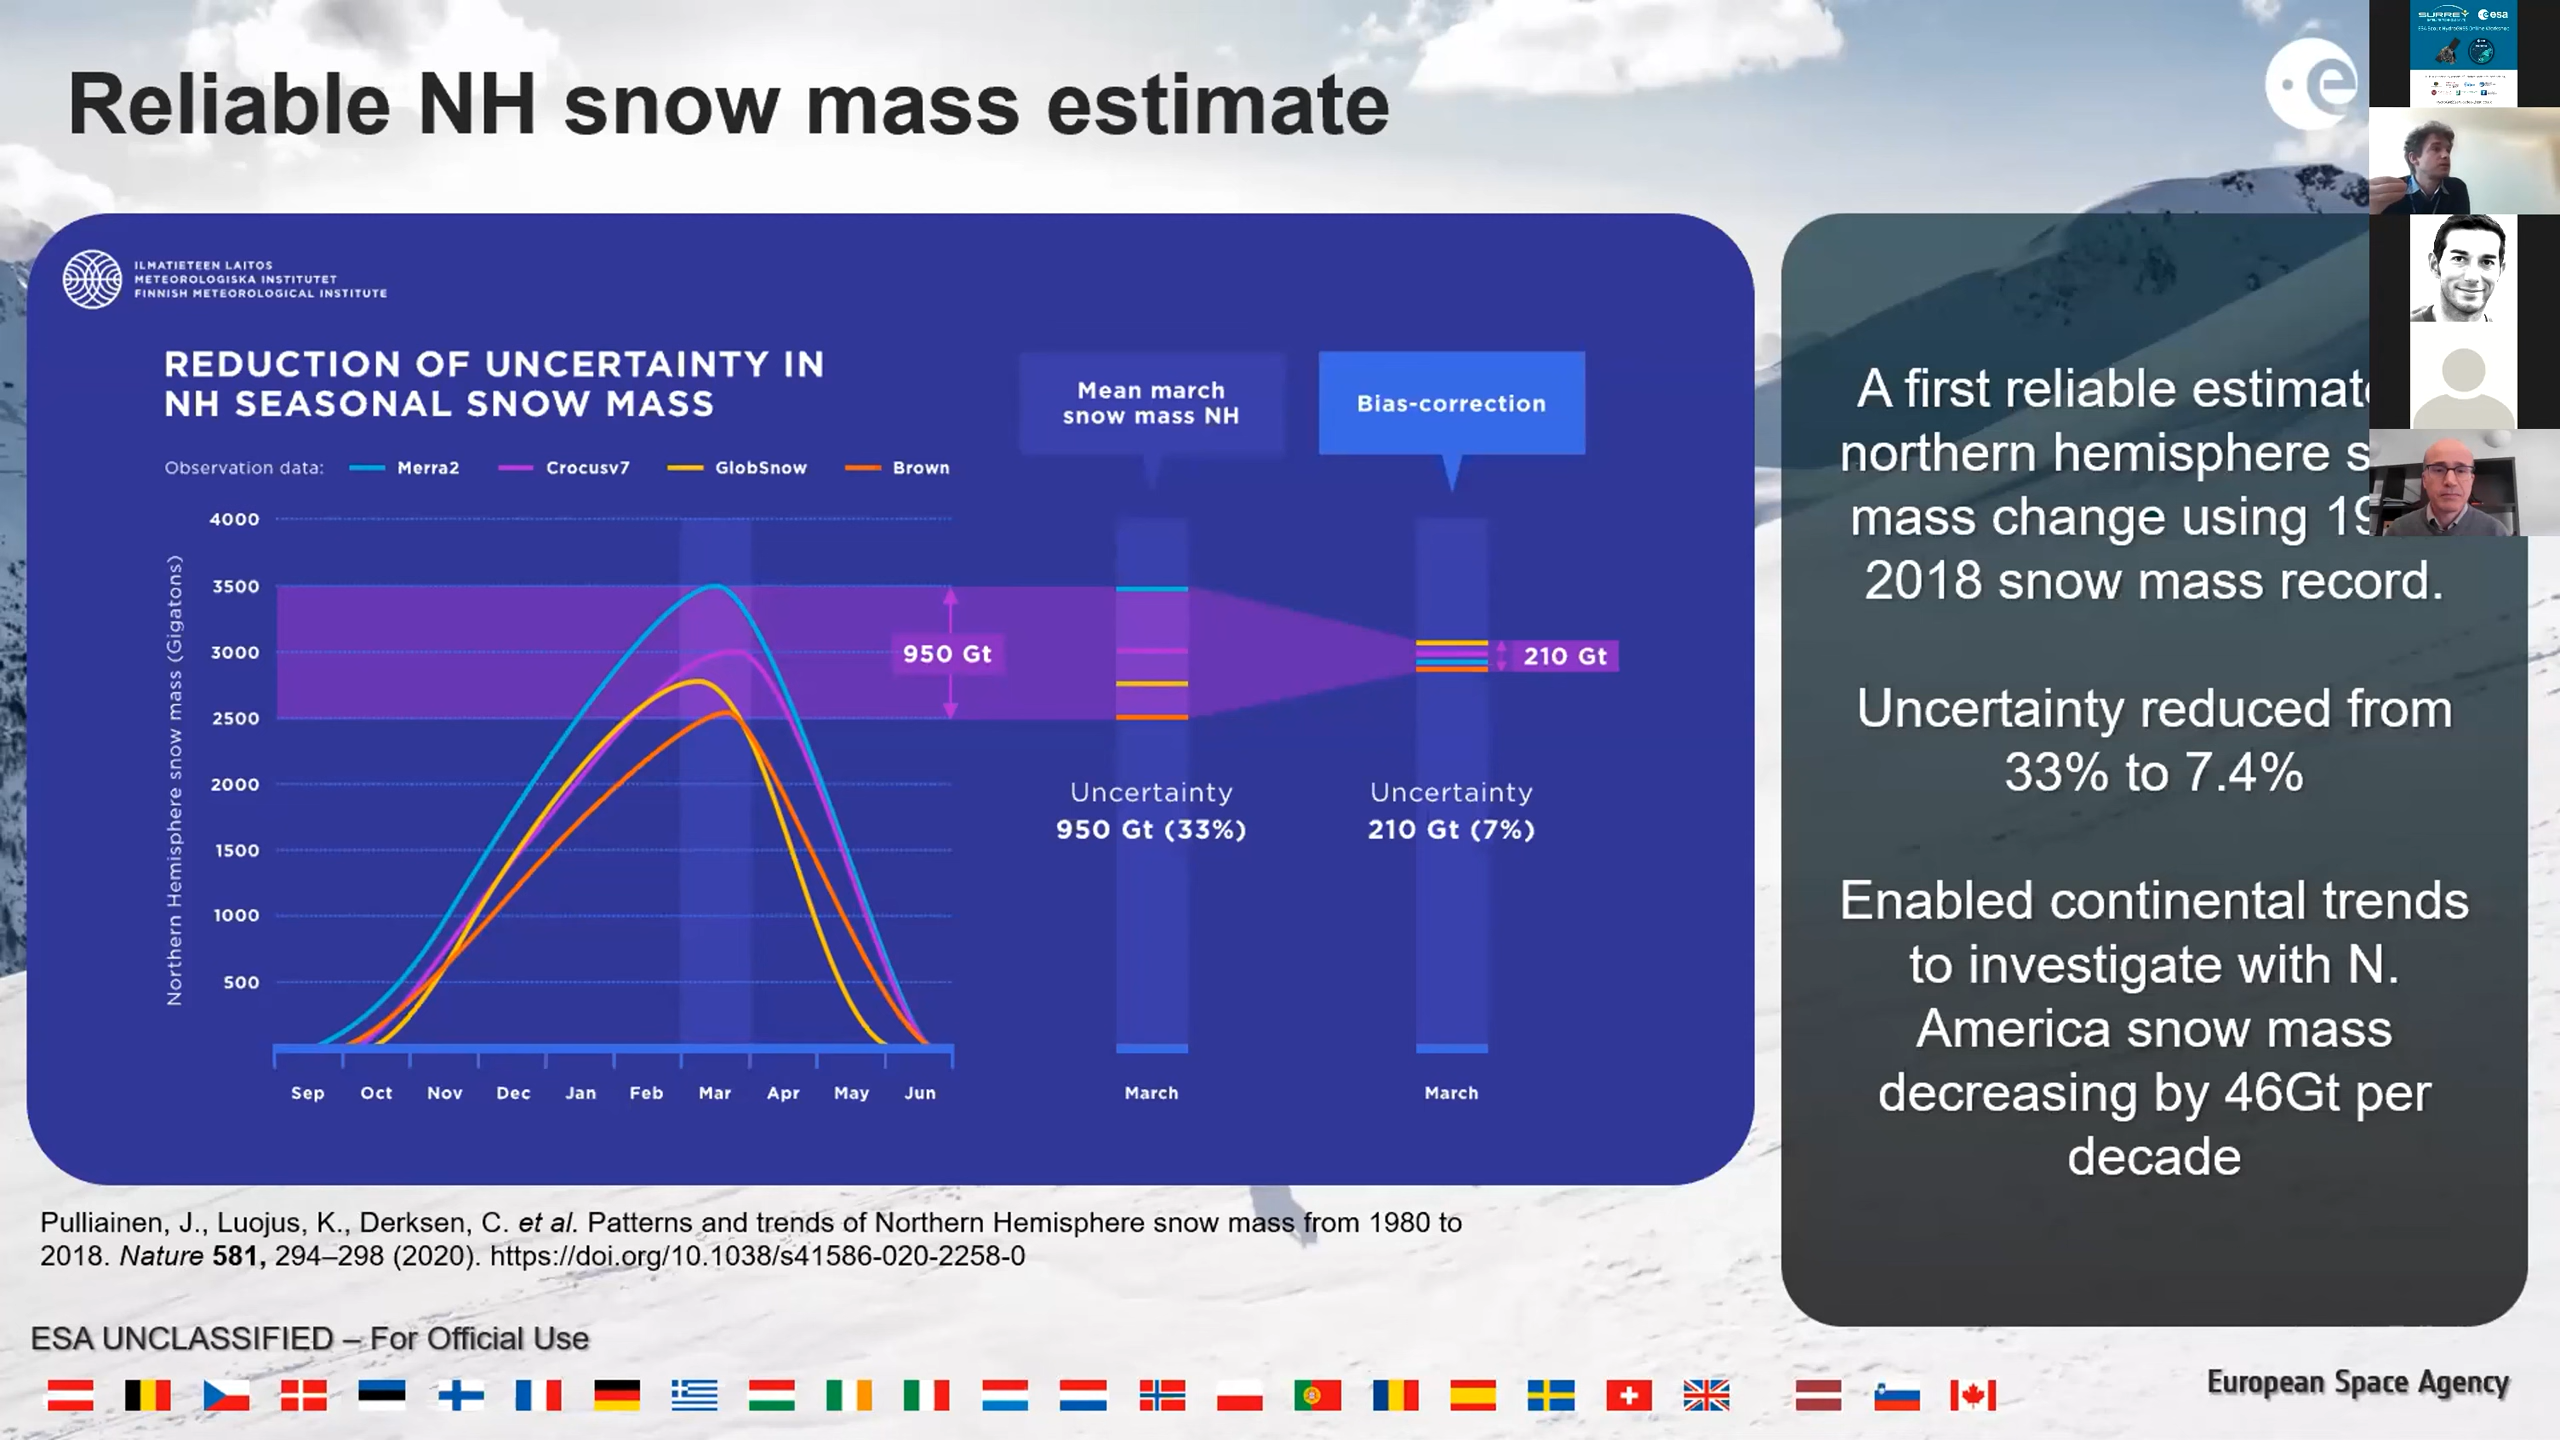 Reliable NH snow mass estimate
esa
ILMATIETEEN LAITOS
METEOROLOGISKA INSTITUTET
FINNISH METEOROLOGICAL INSTITUTE
REDUCTION OF UNCERTAINTY IN
NH SEASONAL SNOW MASS
Observation data: Merra2 Crocusv7 GlobSnow Brown
Mean march
snow mass NH
Bias-correction
Northern Hemisphere snow mass (Gigatons)
4000
3500
3000
2500
2000
1500
1000
500
950 Gt
210 Gt
Uncertainty
950 Gt (33%)
Uncertainty
210 Gt (7%)
Sep Oct Nov Dec Jan Feb Mar Apr May Jun
March
March
A first reliable
northern hemisphere
mass change using
2018 snow mass record.
Uncertainty reduced from
33% to 7.4%
Enabled continental trends
to investigate with N.
America snow mass
decreasing by 46Gt per
decade
Pulliainen, J., Luojus, K., Derksen, C. et al. Patterns and trends of Northern Hemisphere snow mass from 1980 to
2018. Nature 581, 294–298 (2020). https://doi.org/10.1038/s41586-020-2258-0
ESA UNCLASSIFIED – For Official Use
European Space Agency